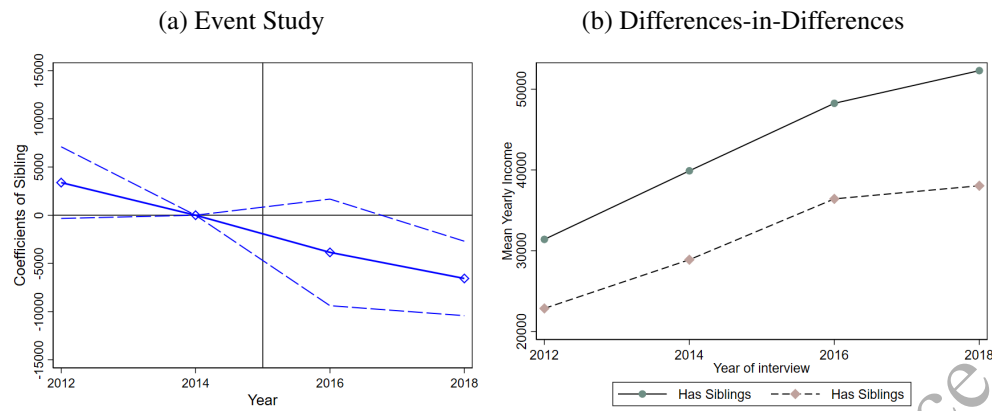 (a) Event Study
15000
10000
5000
0
-5000
-10000
-15000
Coefficients of Sibling
2012
2014
2016
2018
Year
(b) Differences-in-Differences
50000
40000
30000
20000
Mean Yearly Income
2012
2014
2016
2018
Year of interview
Has Siblings
Has Siblings